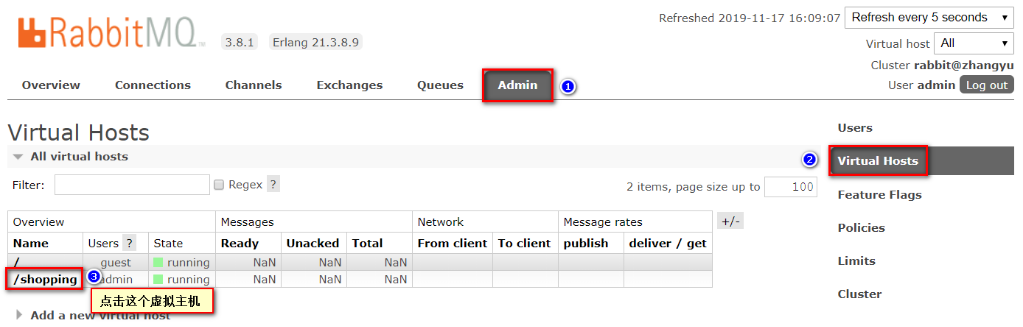 Refreshed 2019-11-17 16:09:07 Refresh every 5 seconds
RabbitMQ TM 3.8.1 Erlang 21.3.8.9
Virtual host All
Cluster rabbit@zhangyu
User admin Log out
Overview Connections Channels Exchanges Queues Admin 1
Virtual Hosts
All virtual hosts
Filter: Regex ?
2 items, page size up to 100
Overview Messages Network Message rates +/-
Name Users ? State Ready Unacked Total From client To client publish deliver / get
/ guest running NaN NaN NaN
/shopping 3 admin running NaN NaN NaN
点击这个虚拟主机
Add a new virtual host
Users
2 Virtual Hosts
Feature Flags
Policies
Limits
Cluster